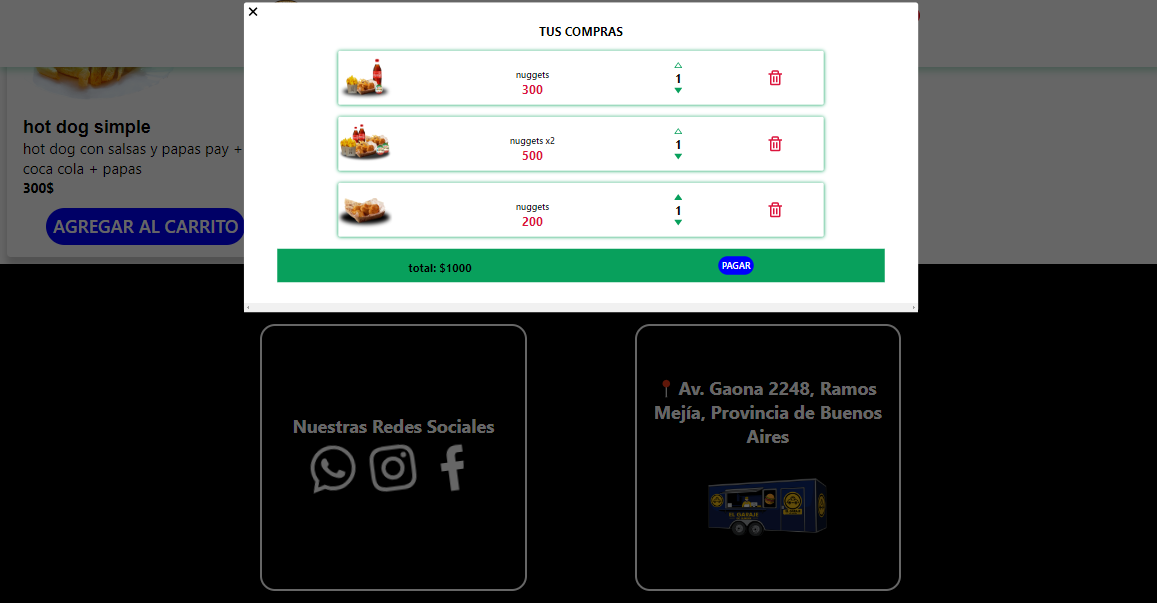 TUS COMPRAS
nuggets
300
1
nuggets x2
500
1
nuggets
200
1
total: $1000
PAGAR
hot dog simple
hot dog con salsas y papas pay +
coca cola + papas
300$
AGREGAR AL CARRITO
Nuestras Redes Sociales
Av. Gaona 2248, Ramos
Mejía, Provincia de Buenos
Aires
EL GARAJE